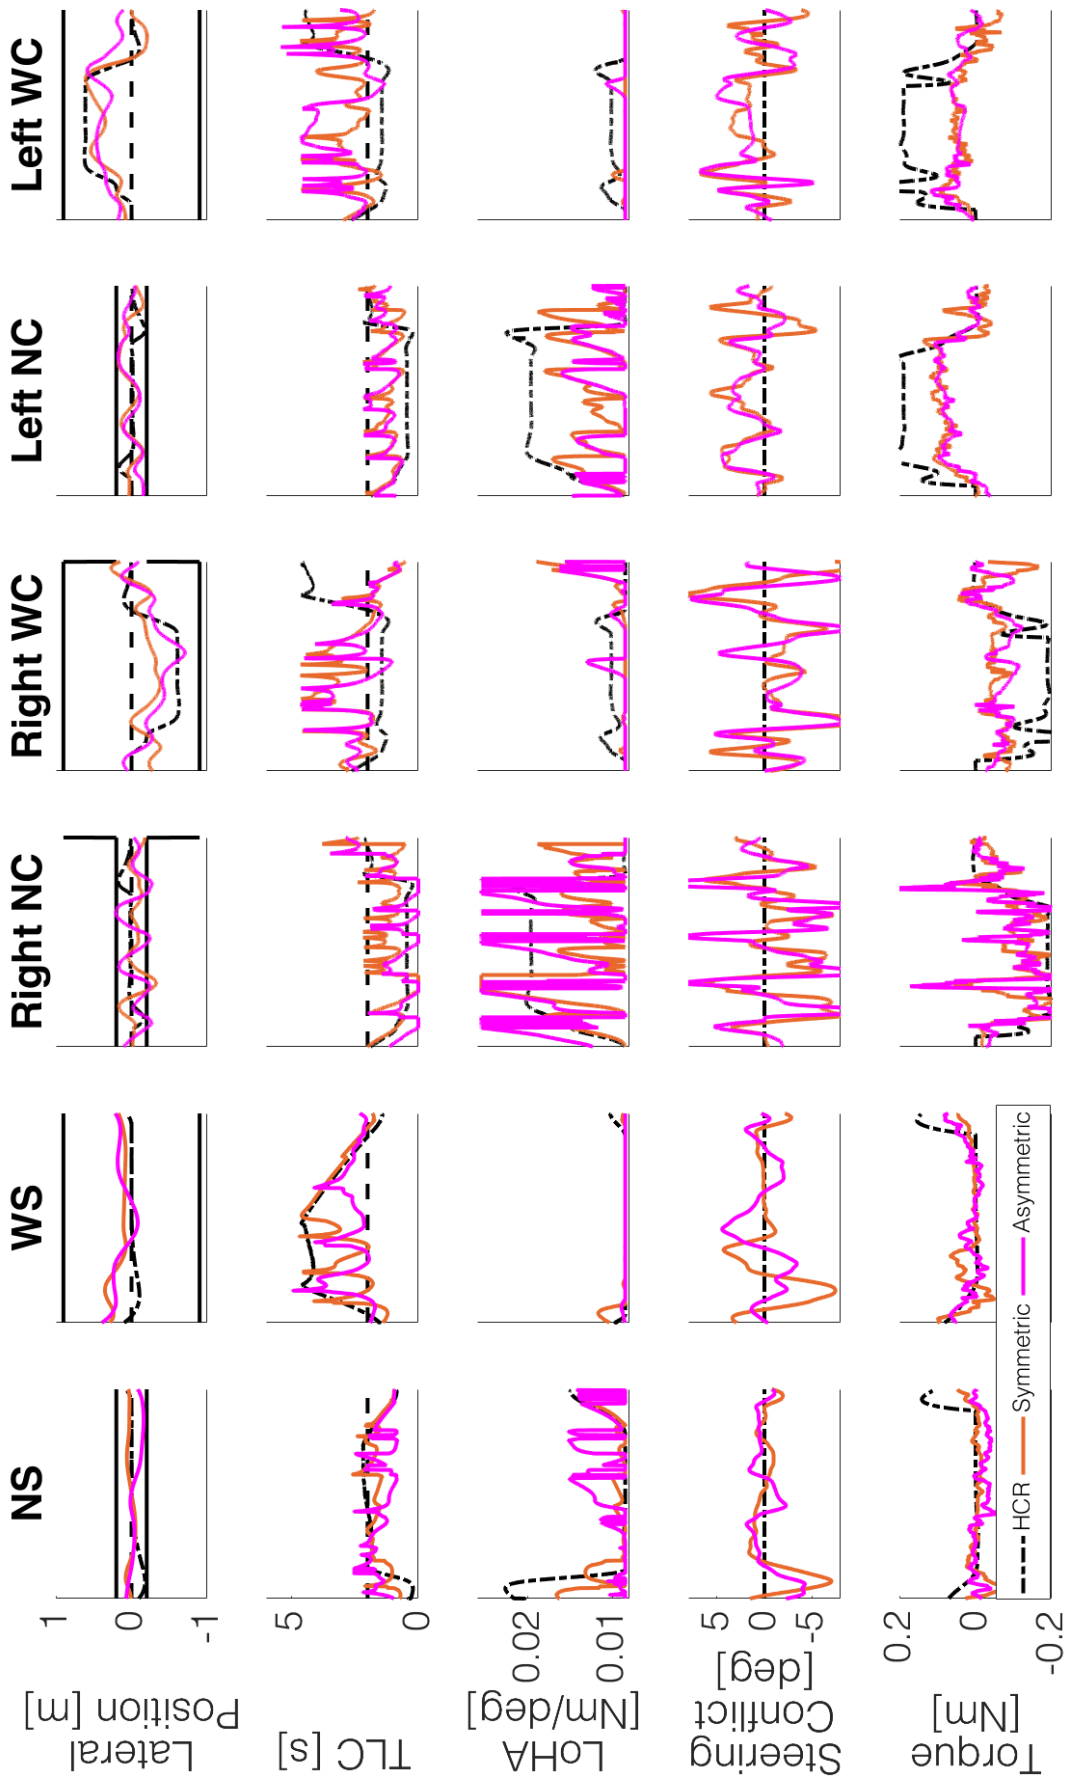 NS WS Right NC Right WC Left NC Left WC
Lateral
Position [m]
1
0
-1
TLC [s]
5
0
LoHA
[Nm/deg]
0.02
0.01
Steering
Conflict
[deg]
5
0
-5
Torque
[Nm]
0.2
0
-0.2
HCR Symmetric Asymmetric